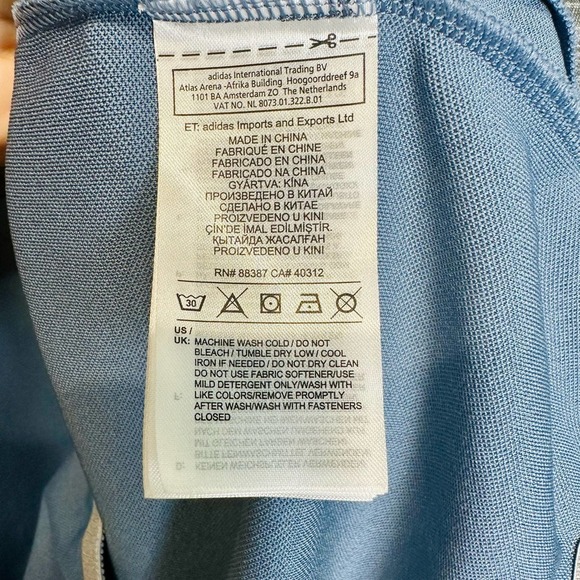 adidas International Trading BV
Atlas Arena -Afrika Building. Hoogoorddreef 9a
1101 BA Amsterdam ZO The Netherlands
VAT NO. NL 8073.01.322.B.01
ET: adidas Imports and Exports Ltd
MADE IN CHINA
FABRIQUÉ EN CHINE
FABRICADO EN CHINA
FABRICADO NA CHINA
GYÁRTVA: KÍNA
ПРОИЗВЕДЕНО В КИТАЙ
СДЕЛАНО В КИТАЕ
PROIZVEDENO U KINI
ÇİN'DE İMAL EDİLMİŞTİR.
ҚЫТАЙДА ЖАСАЛҒАН
PROIZVEDENO U KINI
RN# 88387 CA# 40312
30
US /
UK: MACHINE WASH COLD / DO NOT
BLEACH / TUMBLE DRY LOW / COOL
IRON IF NEEDED / DO NOT DRY CLEAN
DO NOT USE FABRIC SOFTENER/USE
MILD DETERGENT ONLY/WASH WITH
LIKE COLORS/REMOVE PROMPTLY
AFTER WASH/WASH WITH FASTENERS
CLOSED